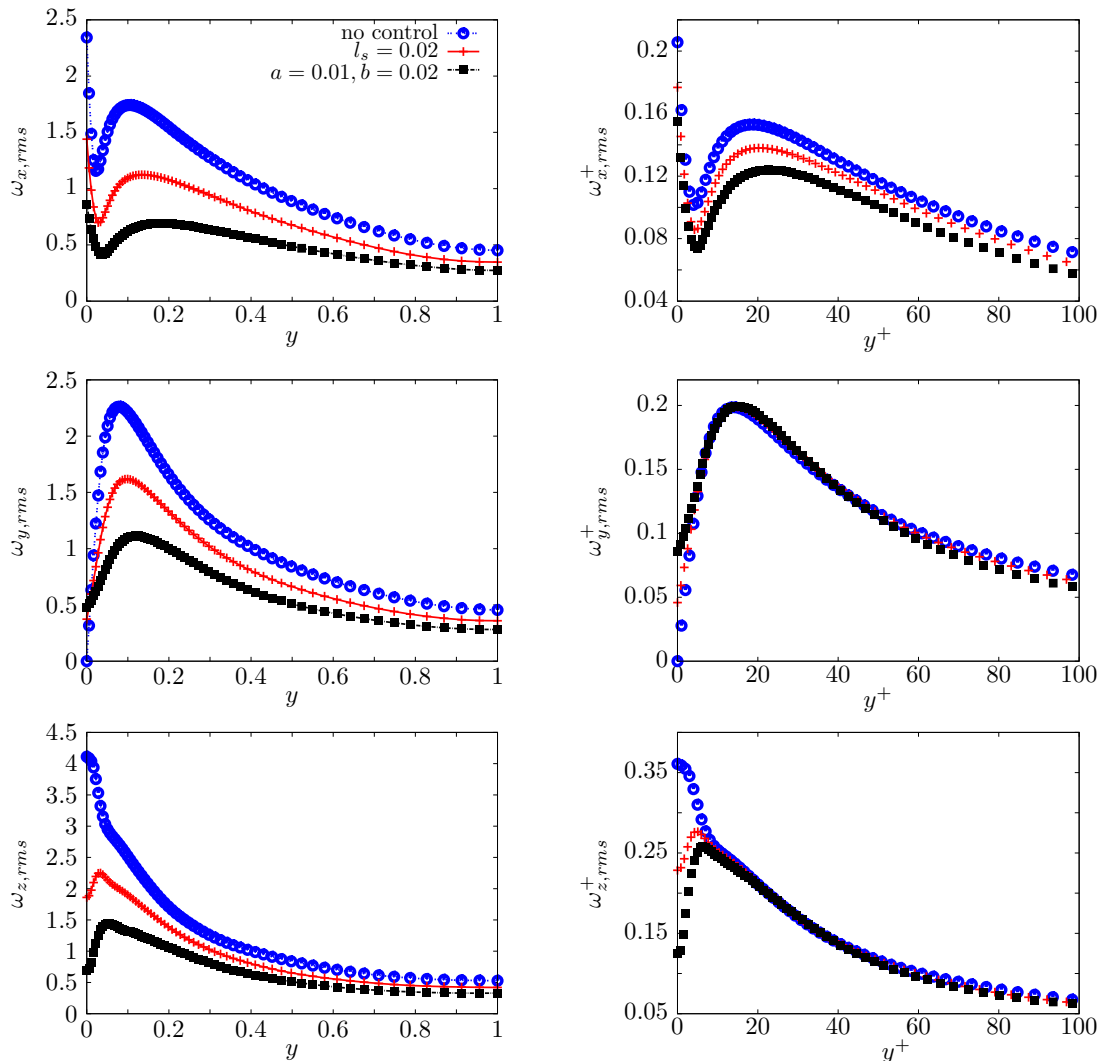 2.5
2
1.5
1
0.5
0
ω_{x,rms}
0 0.2 0.4 0.6 0.8 1
y
no control
l_s = 0.02
a = 0.01, b = 0.02
0.2
0.16
0.12
0.08
0.04
ω^+_{x,rms}
0 20 40 60 80 100
y^+
2.5
2
1.5
1
0.5
0
ω_{y,rms}
0 0.2 0.4 0.6 0.8 1
y
0.2
0.15
0.1
0.05
0
ω^+_{y,rms}
0 20 40 60 80 100
y^+
4.5
4
3.5
3
2.5
2
1.5
1
0.5
0
ω_{z,rms}
0 0.2 0.4 0.6 0.8 1
y
0.35
0.25
0.15
0.05
ω^+_{z,rms}
0 20 40 60 80 100
y^+